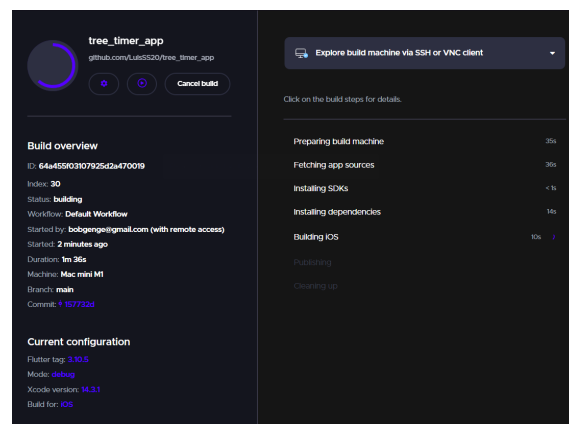 tree_timer_app
github.com/LuisSS20/tree_timer_app
Cancel build
Build overview
ID: 64a455f03107925d2a470019
Index: 30
Status: building
Workflow: Default Workflow
Started by: bobgenge@gmail.com (with remote access)
Started: 2 minutes ago
Duration: 1m 36s
Machine: Mac mini M1
Branch: main
Commit: 157782d
Current configuration
Flutter tag: 3.10.5
Mode: debug
Xcode version: 14.3.1
Build for: iOS
Explore build machine via SSH or VNC client
Click on the build steps for details.
Preparing build machine 35s
Fetching app sources 36s
Installing SDKs < 1s
Installing dependencies 14s
Building iOS 10s
Publishing
Cleaning up